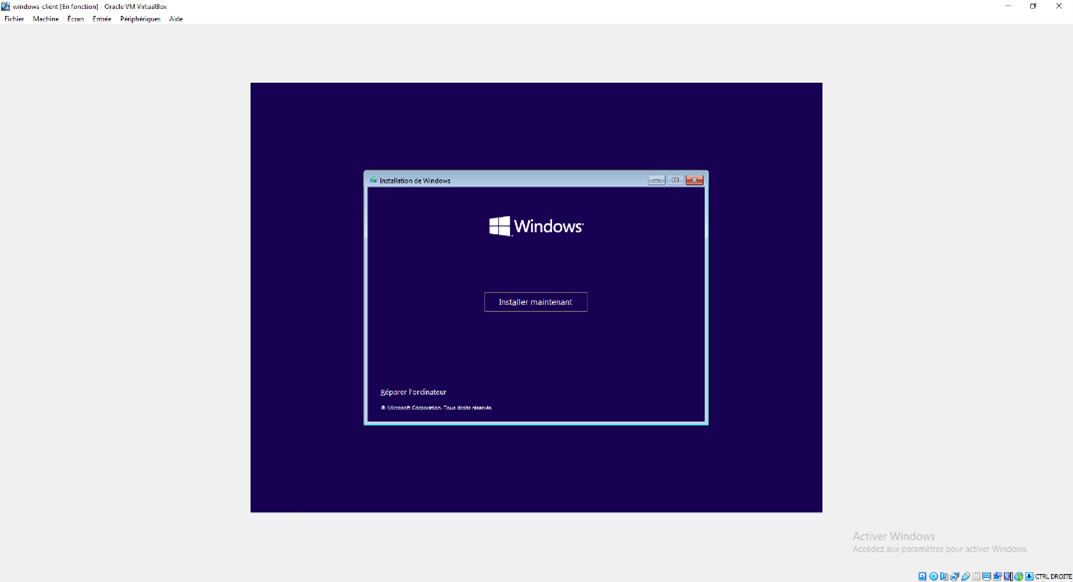 windows-client [En fonction] - Oracle VM VirtualBox
Fichier Machine Écran Entrée Périphériques Aide
Installation de Windows
Windows
Installer maintenant
Réparer l'ordinateur
© Microsoft Corporation. Tous droits réservés.
Activer Windows
Accédez aux paramètres pour activer Windows.
CTRL DROITE